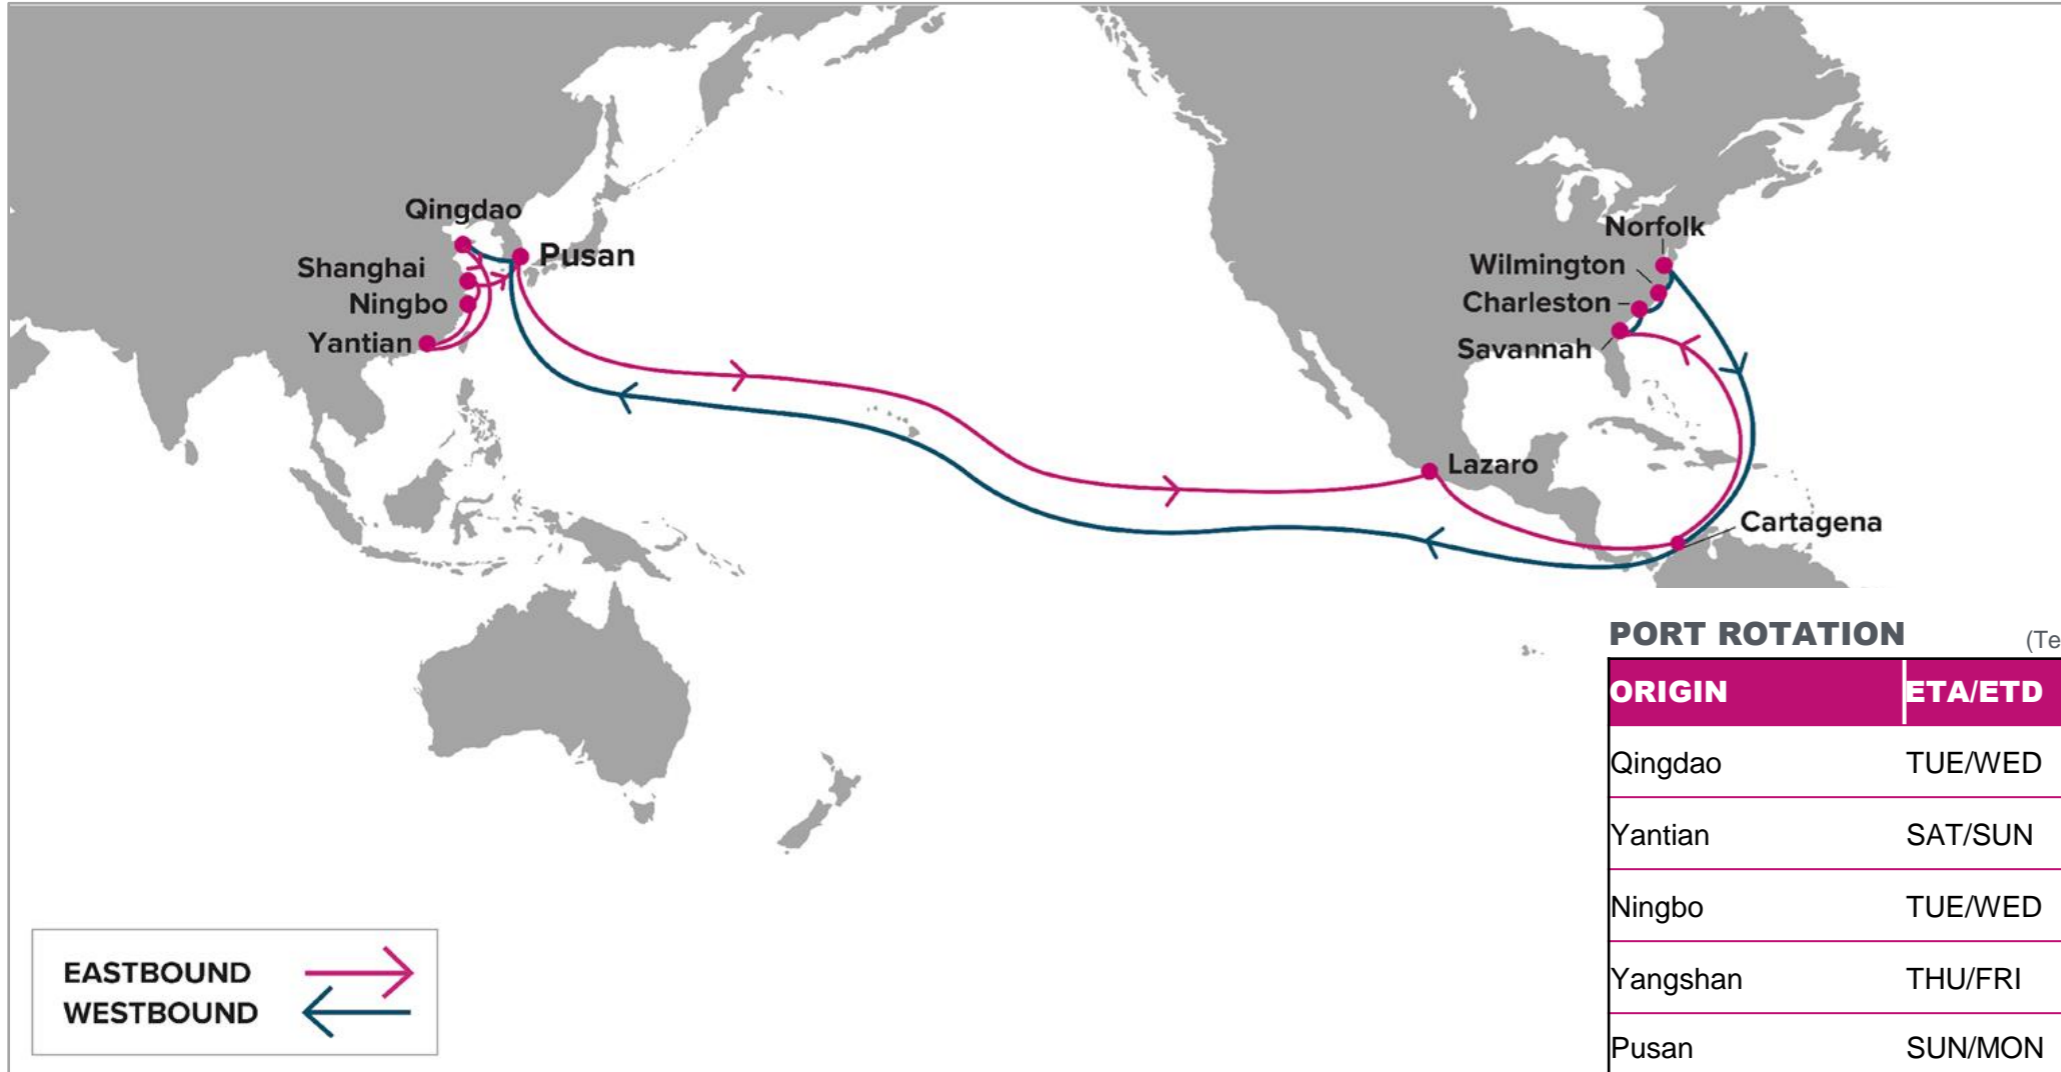 Qingdao
Pusan
Shanghai
Ningbo
Yantian
Norfolk
Wilmington
Charleston
Savannah
Lazaro
Cartagena
EASTBOUND
WESTBOUND
PORT ROTATION (Te
ORIGIN ETA/ETD
Qingdao TUE/WED
Yantian SAT/SUN
Ningbo TUE/WED
Yangshan THU/FRI
Pusan SUN/MON